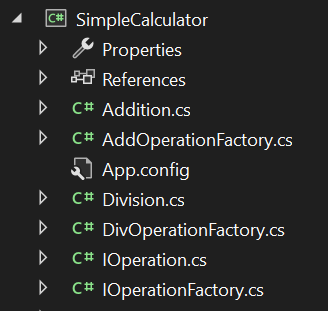 C# SimpleCalculator
Properties
References
C# Addition.cs
C# AddOperationFactory.cs
App.config
C# Division.cs
C# DivOperationFactory.cs
C# IOperation.cs
C# IOperationFactory.cs